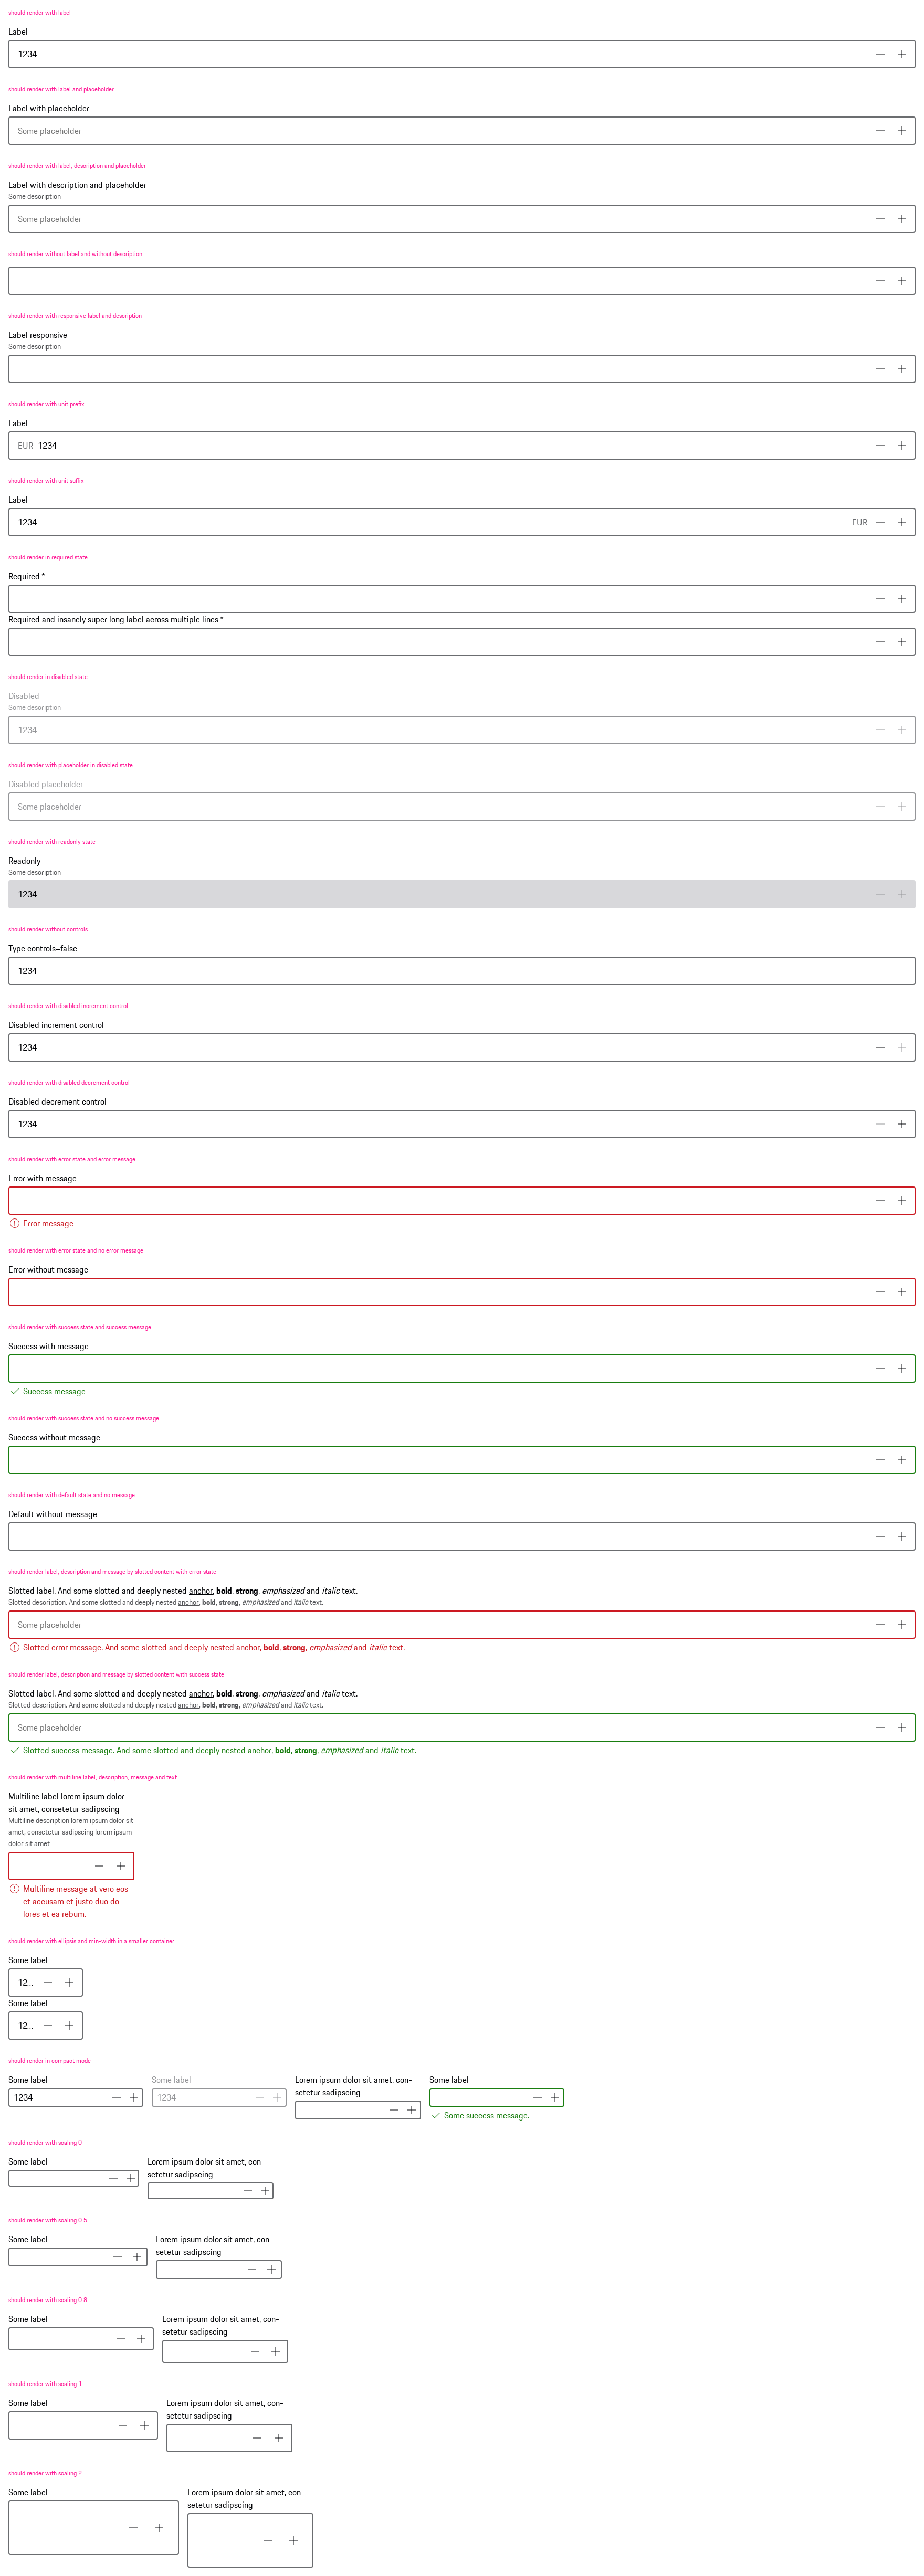 should render with label
Label
1234
should render with label and placeholder
Label with placeholder
Some placeholder
should render with label, description and placeholder
Label with description and placeholder
Some description
Some placeholder
should render without label and without description
should render with responsive label and description
Label responsive
Some description
should render with unit prefix
Label
EUR 1234
should render with unit suffix
Label
1234 EUR
should render in required state
Required *
Required and insanely super long label across multiple lines *
should render in disabled state
Disabled
Some description
1234
should render with placeholder in disabled state
Disabled placeholder
Some placeholder
should render with readonly state
Readonly
Some description
1234
should render without controls
Type controls=false
1234
should render with disabled increment control
Disabled increment control
1234
should render with disabled decrement control
Disabled decrement control
1234
should render with error state and error message
Error with message
Error message
should render with error state and no error message
Error without message
should render with success state and success message
Success with message
Success message
should render with success state and no success message
Success without message
should render with default state and no message
Default without message
should render label, description and message by slotted content with error state
Slotted label. And some slotted and deeply nested anchor, bold, strong, emphasized and italic text.
Slotted description. And some slotted and deeply nested anchor, bold, strong, emphasized and italic text.
Some placeholder
Slotted error message. And some slotted and deeply nested anchor, bold, strong, emphasized and italic text.
should render label, description and message by slotted content with success state
Slotted label. And some slotted and deeply nested anchor, bold, strong, emphasized and italic text.
Slotted description. And some slotted and deeply nested anchor, bold, strong, emphasized and italic text.
Some placeholder
Slotted success message. And some slotted and deeply nested anchor, bold, strong, emphasized and italic text.
should render with multiline label, description, message and text
Multiline label lorem ipsum dolor
sit amet, consetetur sadipscing
Multiline description lorem ipsum dolor sit
amet, consetetur sadipscing lorem ipsum
dolor sit amet
Multiline message at vero eos
et accusam et justo duo do-
lores et ea rebum.
should render with ellipsis and min-width in a smaller container
Some label
12...
Some label
12...
should render in compact mode
Some label
1234
Some label
1234
Lorem ipsum dolor sit amet, con-
setetur sadipscing
Some label
Some success message.
should render with scaling 0
Some label
Lorem ipsum dolor sit amet, con-
setetur sadipscing
should render with scaling 0.5
Some label
Lorem ipsum dolor sit amet, con-
setetur sadipscing
should render with scaling 0.8
Some label
Lorem ipsum dolor sit amet, con-
setetur sadipscing
should render with scaling 1
Some label
Lorem ipsum dolor sit amet, con-
setetur sadipscing
should render with scaling 2
Some label
Lorem ipsum dolor sit amet, con-
setetur sadipscing